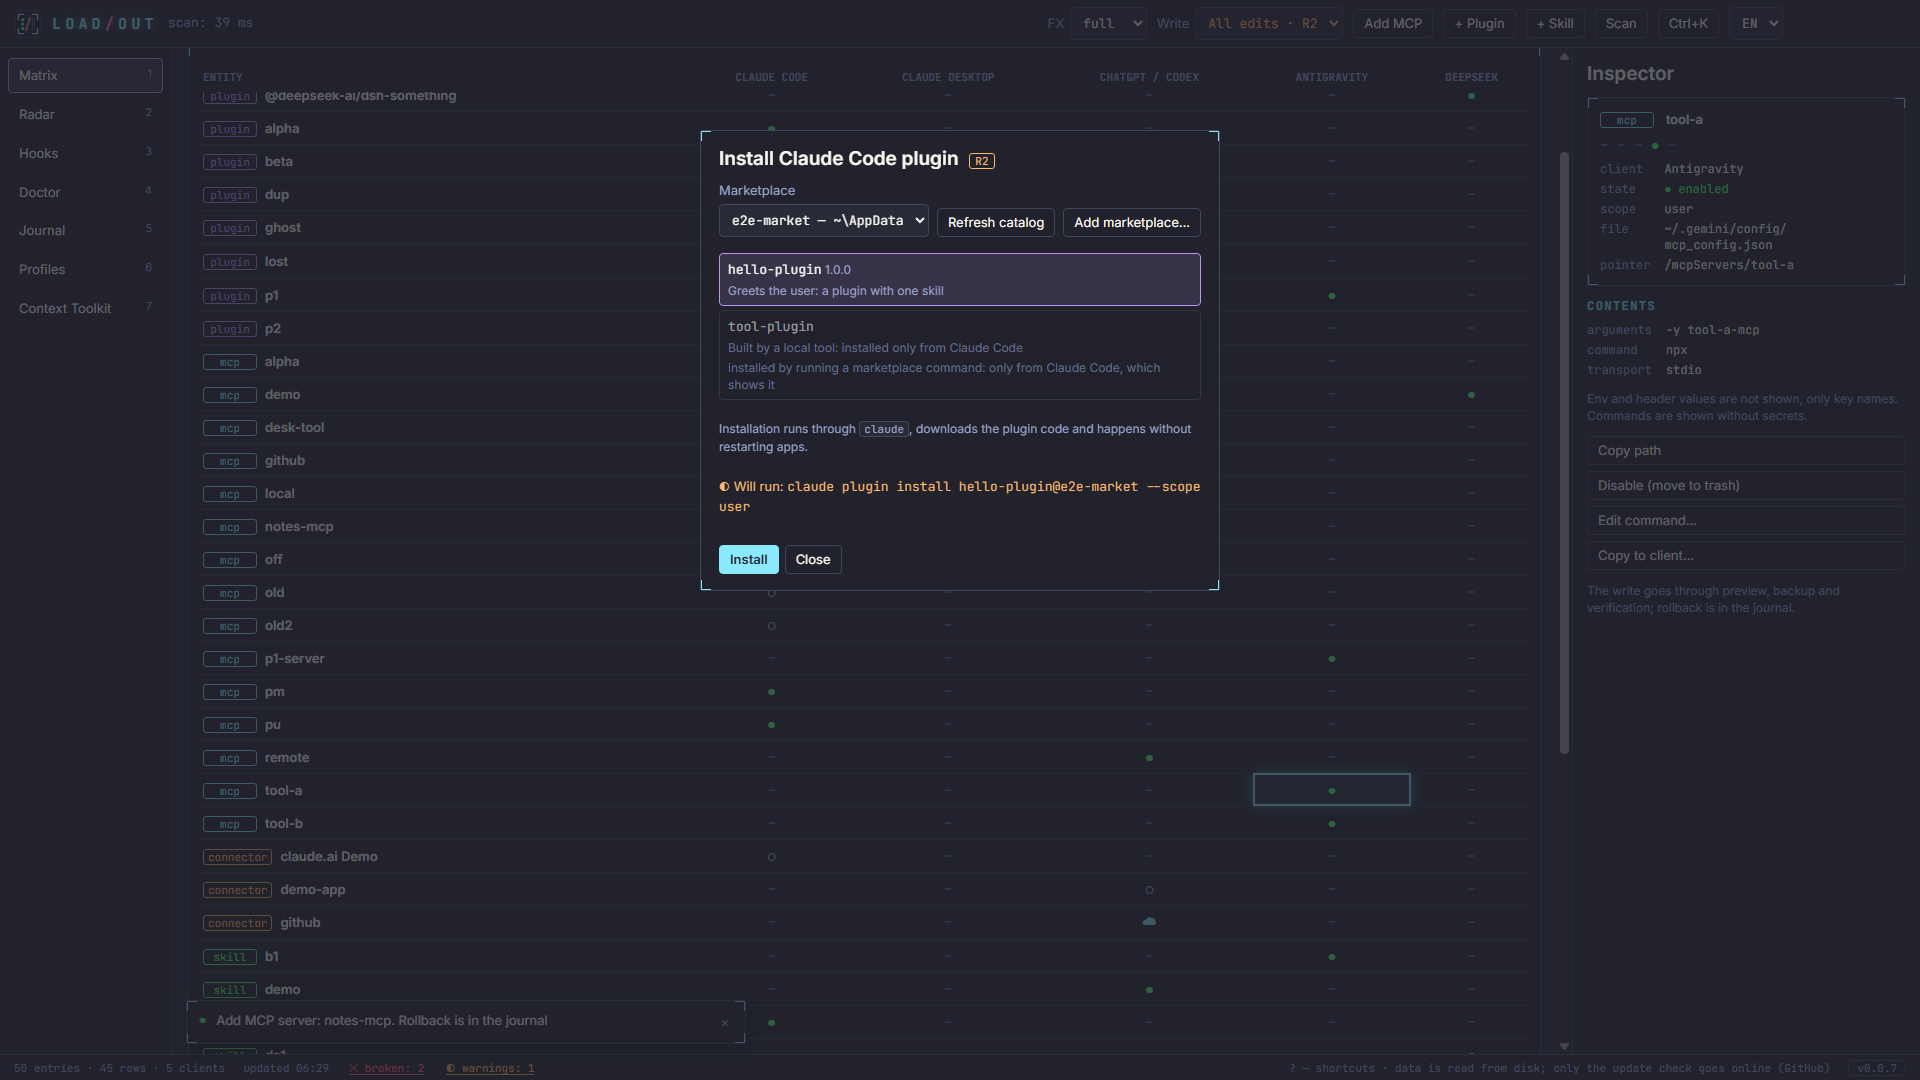 LOAD/OUT scan: 39 ms FX full Write All edits · R2 Add MCP + Plugin + Skill Scan Ctrl+K EN
Matrix 1
Radar 2
Hooks 3
Doctor 4
Journal 5
Profiles 6
Context Toolkit 7
ENTITY CLAUDE CODE CLAUDE DESKTOP CHATGPT / CODEX ANTIGRAVITY DEEPSEEK
plugin @deepseek-ai/dsh-something
plugin alpha
plugin beta
plugin dup
plugin ghost
plugin lost
plugin p1
plugin p2
mcp alpha
mcp demo
mcp desk-tool
mcp github
mcp local
mcp notes-mcp
mcp off
mcp old
mcp old2
mcp p1-server
mcp pm
mcp pu
mcp remote
mcp tool-a
mcp tool-b
connector claude.ai Demo
connector demo-app
connector github
skill b1
skill demo
Add MCP server: notes-mcp. Rollback is in the journal ×
Install Claude Code plugin R2
Marketplace
e2e-market — ~\AppData Refresh catalog Add marketplace...
hello-plugin 1.0.0
Greets the user: a plugin with one skill
tool-plugin
Built by a local tool: installed only from Claude Code
installed by running a marketplace command: only from Claude Code, which
shows it
Installation runs through claude, downloads the plugin code and happens without
restarting apps.
Will run: claude plugin install hello-plugin@e2e-market --scope
user
Install Close
Inspector
mcp tool-a
client Antigravity
state enabled
scope user
file ~/.gemini/config/
mcp_config.json
pointer /mcpServers/tool-a
CONTENTS
arguments -y tool-a-mcp
command npx
transport stdio
Env and header values are not shown, only key names.
Commands are shown without secrets.
Copy path
Disable (move to trash)
Edit command...
Copy to client...
The write goes through preview, backup and
verification; rollback is in the journal.
50 entries · 45 rows · 5 clients updated 06:29 × broken: 2 warnings: 1 ? — shortcuts · data is read from disk; only the update check goes online (GitHub) v0.0.7